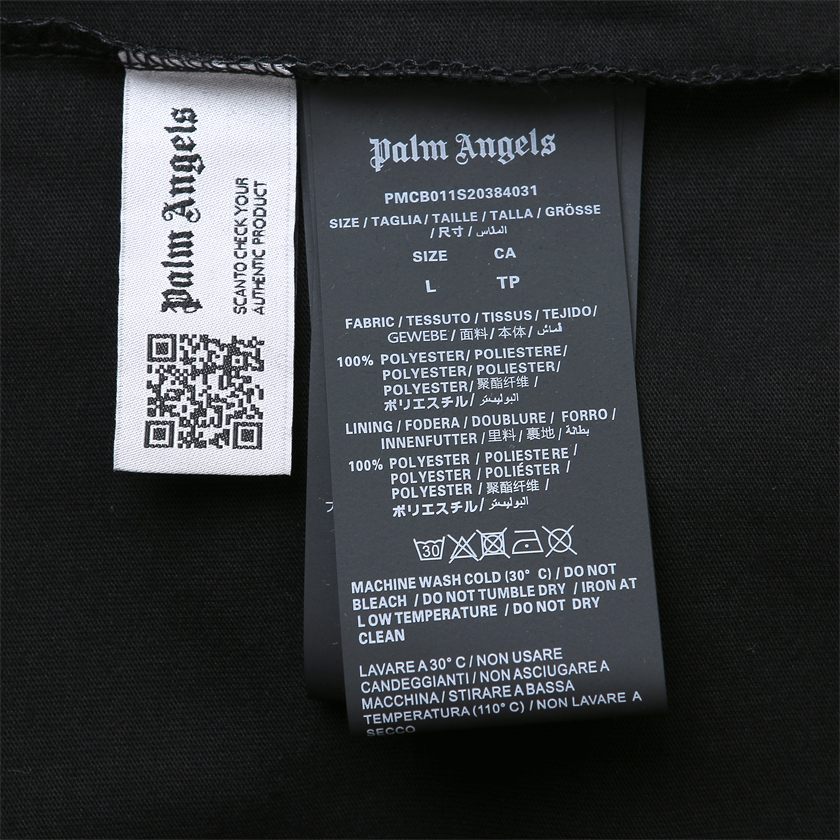 Palm Angels
SCAN TO CHECK YOUR
AUTHENTIC PRODUCT
Palm Angels
PMCB011S20384031
SIZE / TAGLIA / TAILLE / TALLA / GRÖSSE
/ 尺寸 / المقاس
SIZE CA
L TP
FABRIC / TESSUTO / TISSUS / TEJIDO /
GEWEBE / 面料 / 本体 / قماش
100% POLYESTER / POLIESTERE /
POLYESTER / POLIESTER /
POLYESTER / 聚酯纤维 /
ポリエステル / البوليستر
LINING / FODERA / DOUBLURE / FORRO /
INNENFUTTER / 里料 / 裏地 / بطانة
100% POLYESTER / POLIESTERE /
POLYESTER / POLIÉSTER /
POLYESTER / 聚酯纤维 /
ポリエステル / البوليستر
30
MACHINE WASH COLD (30° C) / DO NOT
BLEACH / DO NOT TUMBLE DRY / IRON AT
LOW TEMPERATURE / DO NOT DRY
CLEAN
LAVARE A 30° C / NON USARE
CANDEGGIANTI / NON ASCIUGARE A
MACCHINA / STIRARE A BASSA
TEMPERATURA (110° C) / NON LAVARE A
SECCO